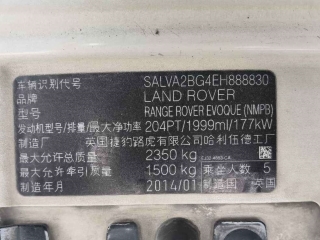 车辆识别代号 SALVA2BG4EH888830
品牌 LAND ROVER
型号 RANGE ROVER EVOQUE (NMPB)
发动机型号/排量/最大净功率 204PT/1999ml/177kW
制造厂 英国捷豹路虎有限公司哈利伍德工厂
最大允许总质量 2350 kg
最大允许牵引质量 1500 kg 乘坐人数 5
制造年月 2014/01 制造国 英国